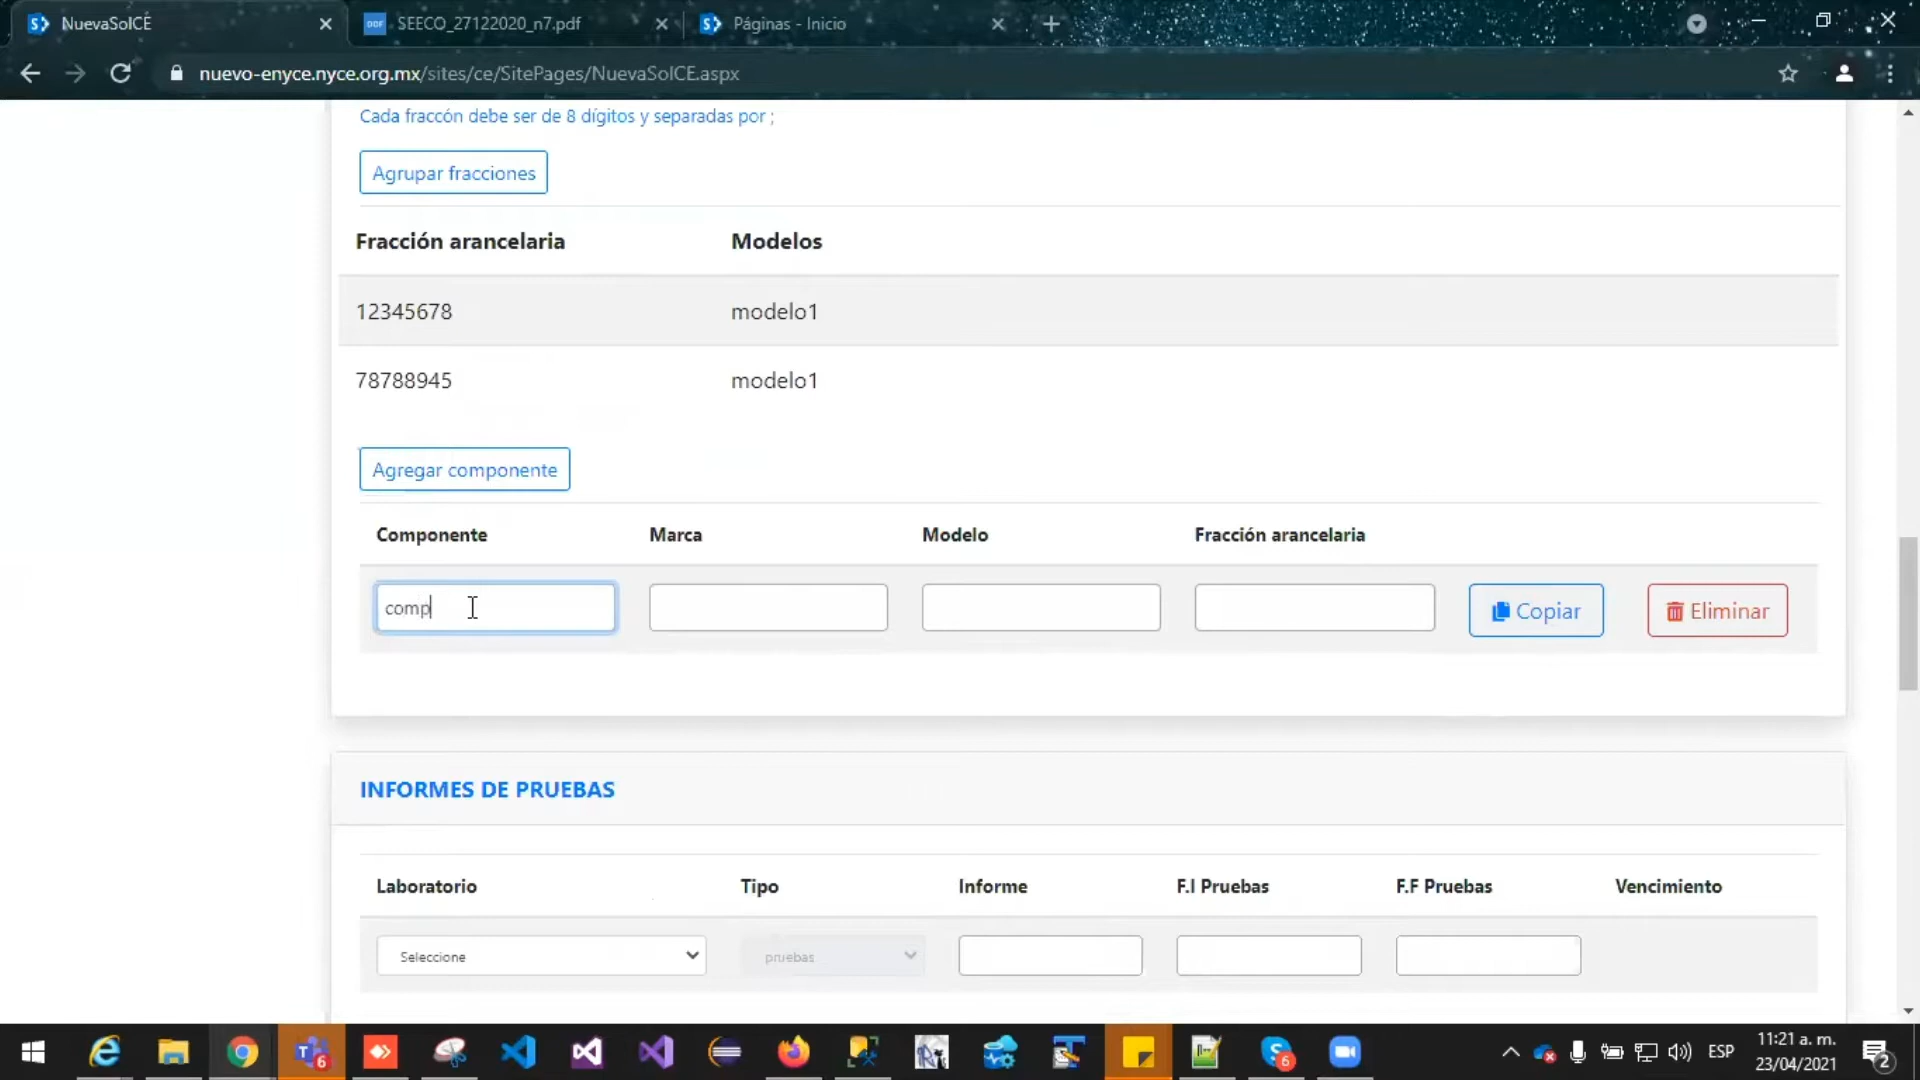 NuevaSolCE
SEECO_27122020_n7.pdf
Páginas - Inicio
nuevo-enyce.nyce.org.mx/sites/ce/SitePages/NuevaSolCE.aspx
Cada fraccón debe ser de 8 dígitos y separadas por ;
Agrupar fracciones
Fracción arancelaria Modelos
12345678 modelo1
78788945 modelo1
Agregar componente
Componente Marca Modelo Fracción arancelaria
comp Copiar Eliminar
INFORMES DE PRUEBAS
Laboratorio Tipo Informe F.I Pruebas F.F Pruebas Vencimiento
Seleccione pruebas
ESP
11:21 a. m.
23/04/2021
6
6
2